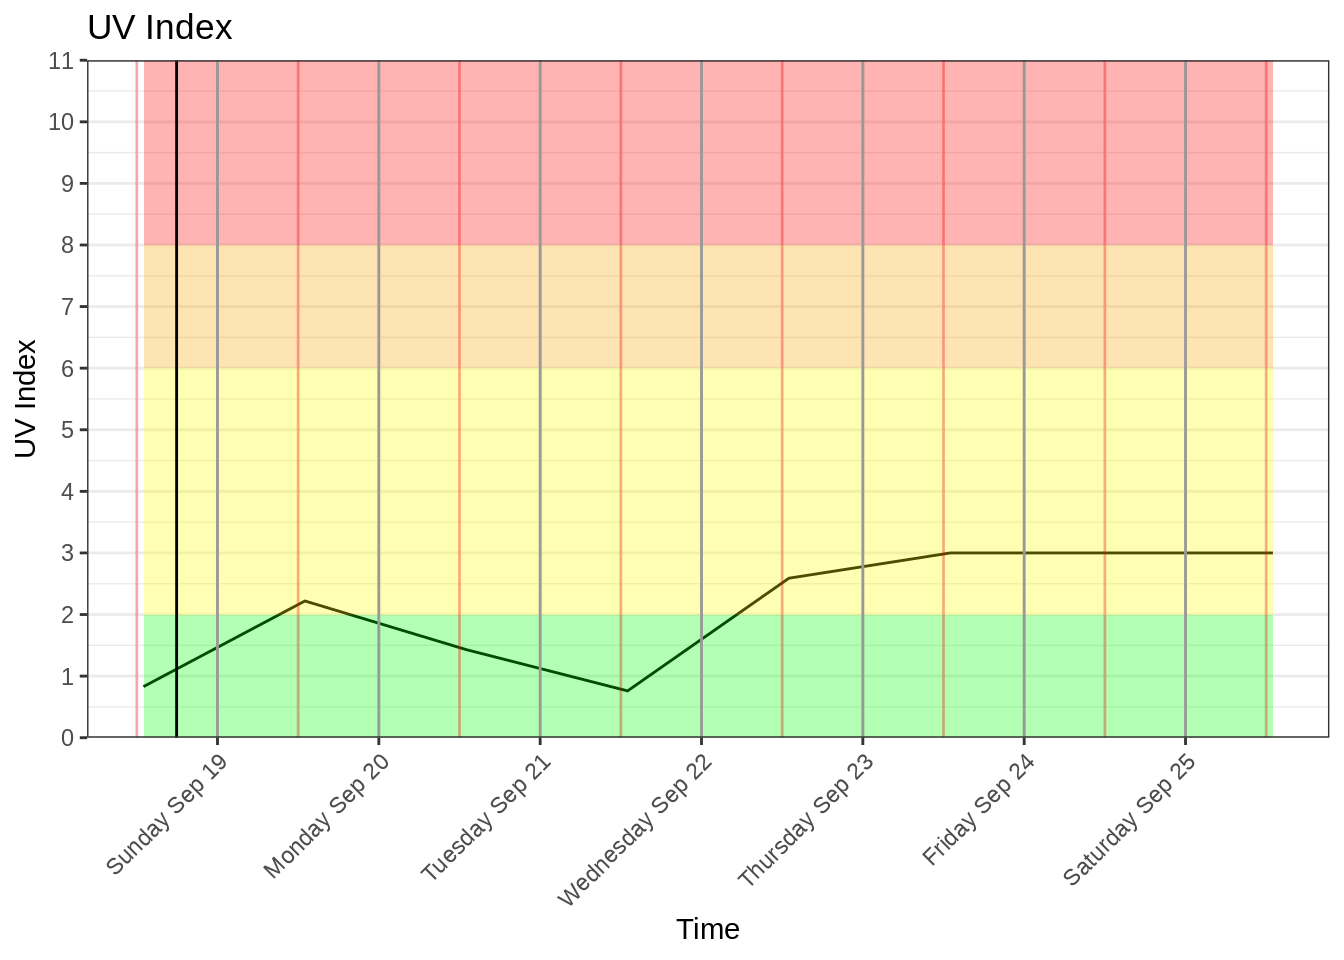 UV Index
11
10
9
8
7
6
5
4
3
2
1
0
UV Index
Sunday Sep 19
Monday Sep 20
Tuesday Sep 21
Wednesday Sep 22
Thursday Sep 23
Friday Sep 24
Saturday Sep 25
Time